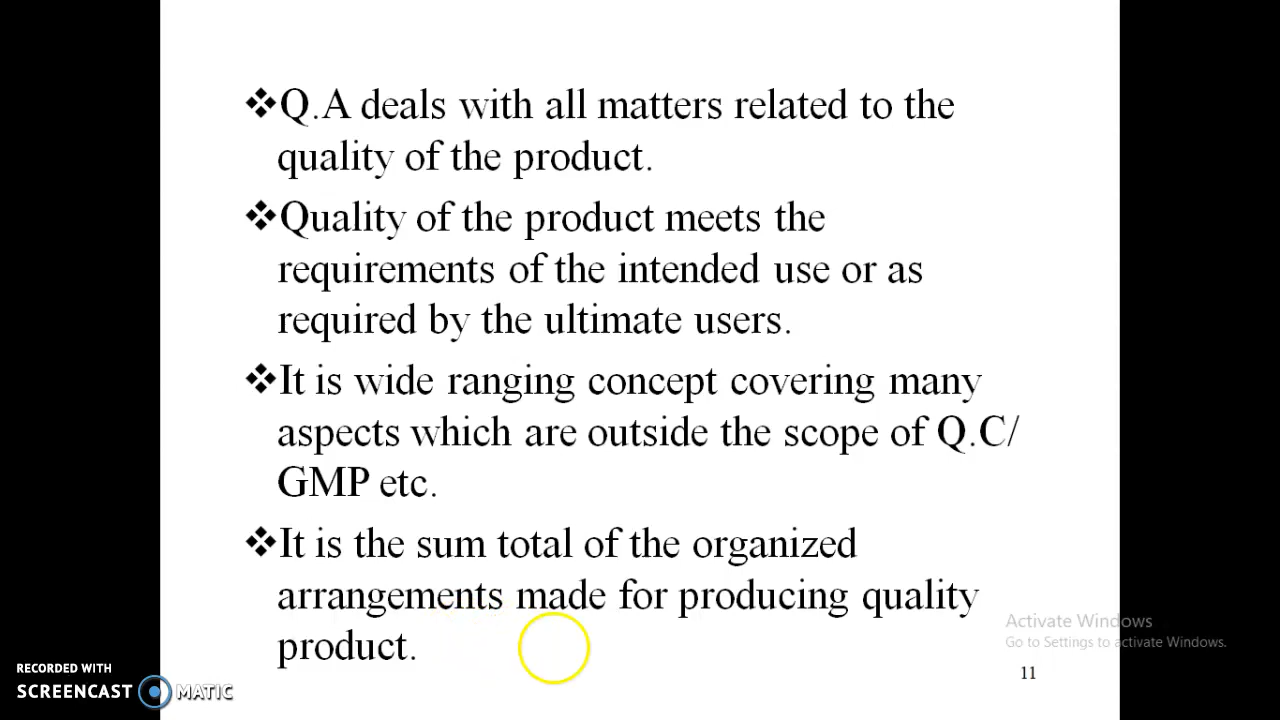 ❖Q.A deals with all matters related to the
quality of the product.
❖Quality of the product meets the
requirements of the intended use or as
required by the ultimate users.
❖It is wide ranging concept covering many
aspects which are outside the scope of Q.C/
GMP etc.
❖It is the sum total of the organized
arrangements made for producing quality
product.
Activate Windows
Go to Settings to activate Windows.
11
RECORDED WITH
SCREENCAST MATIC